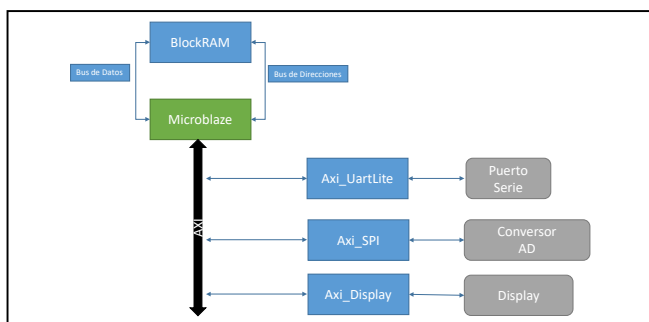 BlockRAM
Bus de Datos
Bus de Direcciones
Microblaze
AXI
Axi_UartLite
Puerto
Serie
Axi_SPI
Conversor
AD
Axi_Display
Display